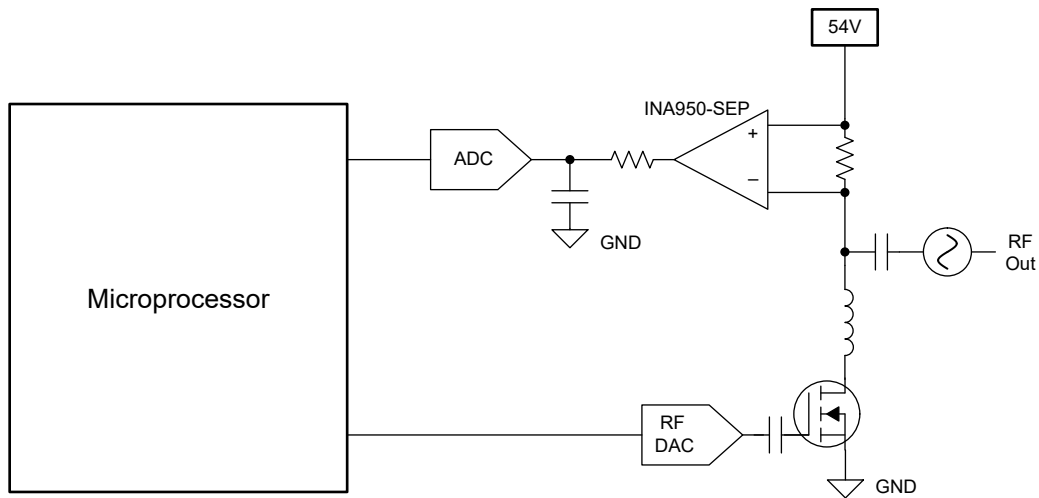 54V
INA950-SEP
+
ADC
–
GND
RF
Out
Microprocessor
RF
DAC
GND